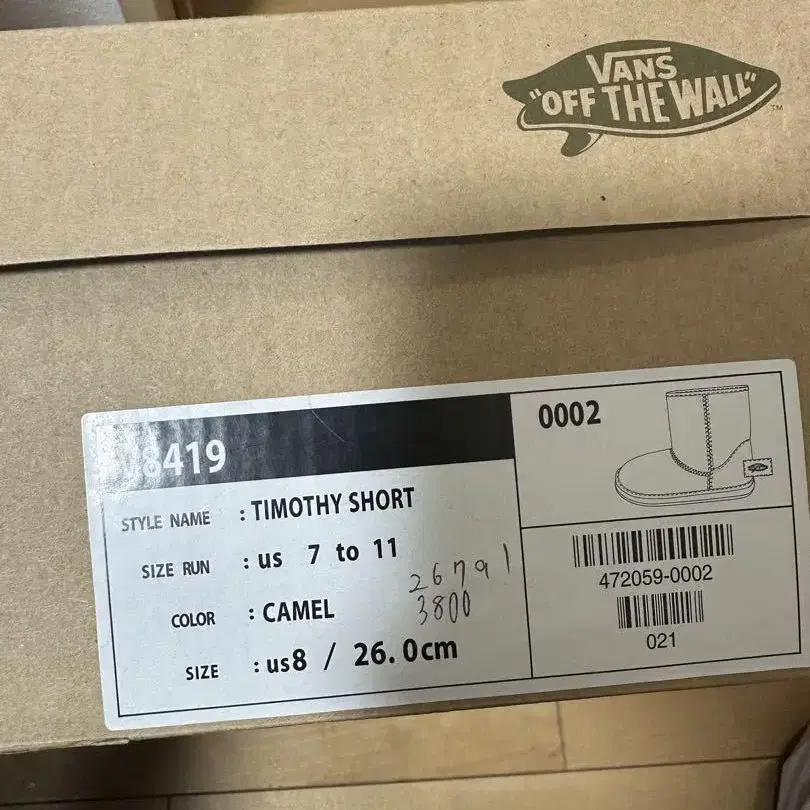 VANS
"OFF THE WALL"
TM
8419
0002
STYLE NAME : TIMOTHY SHORT
SIZE RUN : us 7 to 11
COLOR : CAMEL
SIZE : us8 / 26.0cm
26791
3800
472059-0002
021